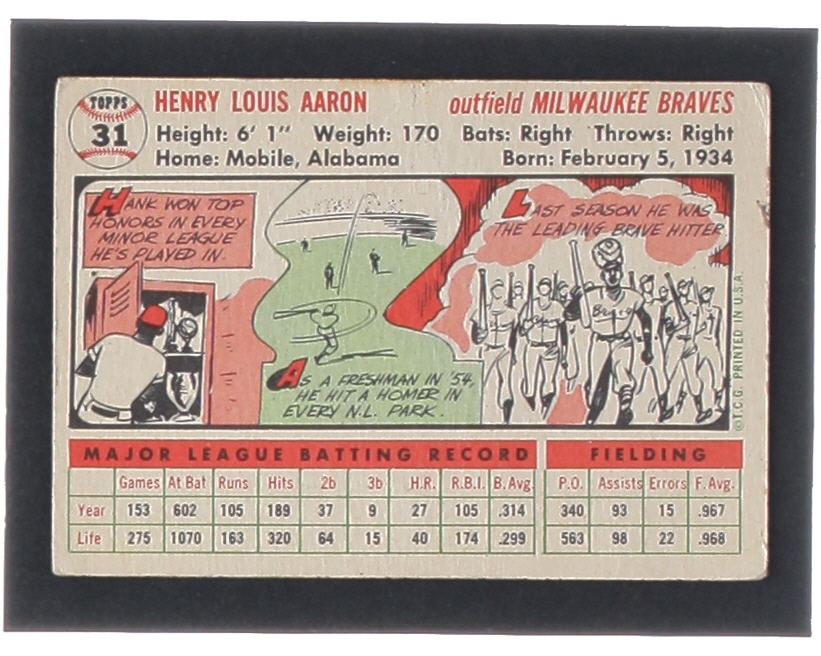 TOPPS
31
HENRY LOUIS AARON outfield MILWAUKEE BRAVES
Height: 6' 1" Weight: 170 Bats: Right Throws: Right
Home: Mobile, Alabama Born: February 5, 1934
HANK WON TOP
HONORS IN EVERY
MINOR LEAGUE
HE'S PLAYED IN.
AS A FRESHMAN IN '54,
HE HIT A HOMER IN
EVERY N.L. PARK.
LAST SEASON HE WAS
THE LEADING BRAVE HITTER
Braves
©T.C.G. PRINTED IN U.S.A.
MAJOR LEAGUE BATTING RECORD FIELDING
Games At Bat Runs Hits 2b 3b H.R. R.B.I. B.Avg. P.O. Assists Errors F. Avg.
Year 153 602 105 189 37 9 27 105 .314 340 93 15 .967
Life 275 1070 163 320 64 15 40 174 .299 563 98 22 .968